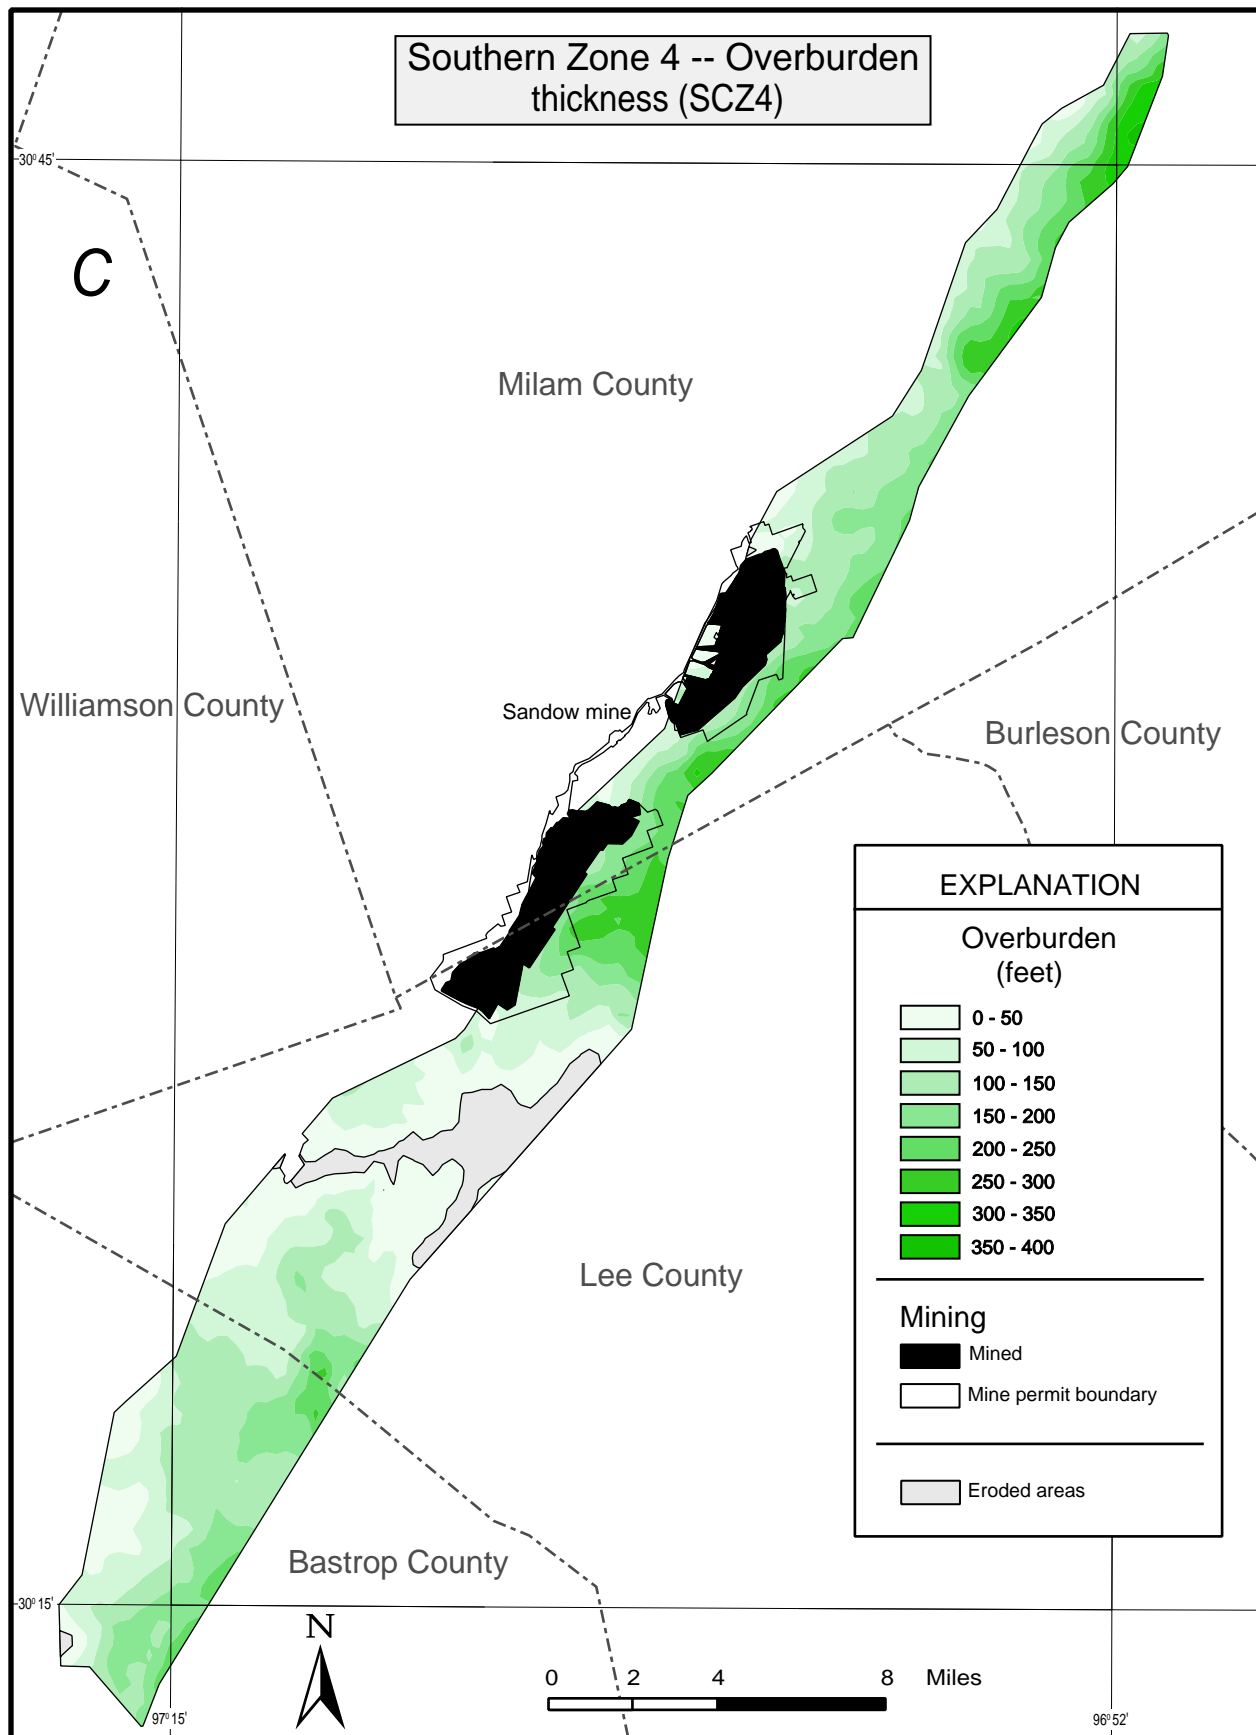 Southern Zone 4 -- Overburden
thickness (SCZ4)
30° 45'
C
Milam County
Williamson County
Sandow mine
Burleson County
EXPLANATION
Overburden
(feet)
0 - 50
50 - 100
100 - 150
150 - 200
200 - 250
250 - 300
300 - 350
350 - 400
Lee County
Mining
Mined
Mine permit boundary
Eroded areas
Bastrop County
30° 15'
N
0 2 4 8 Miles
97° 15'
96° 52'